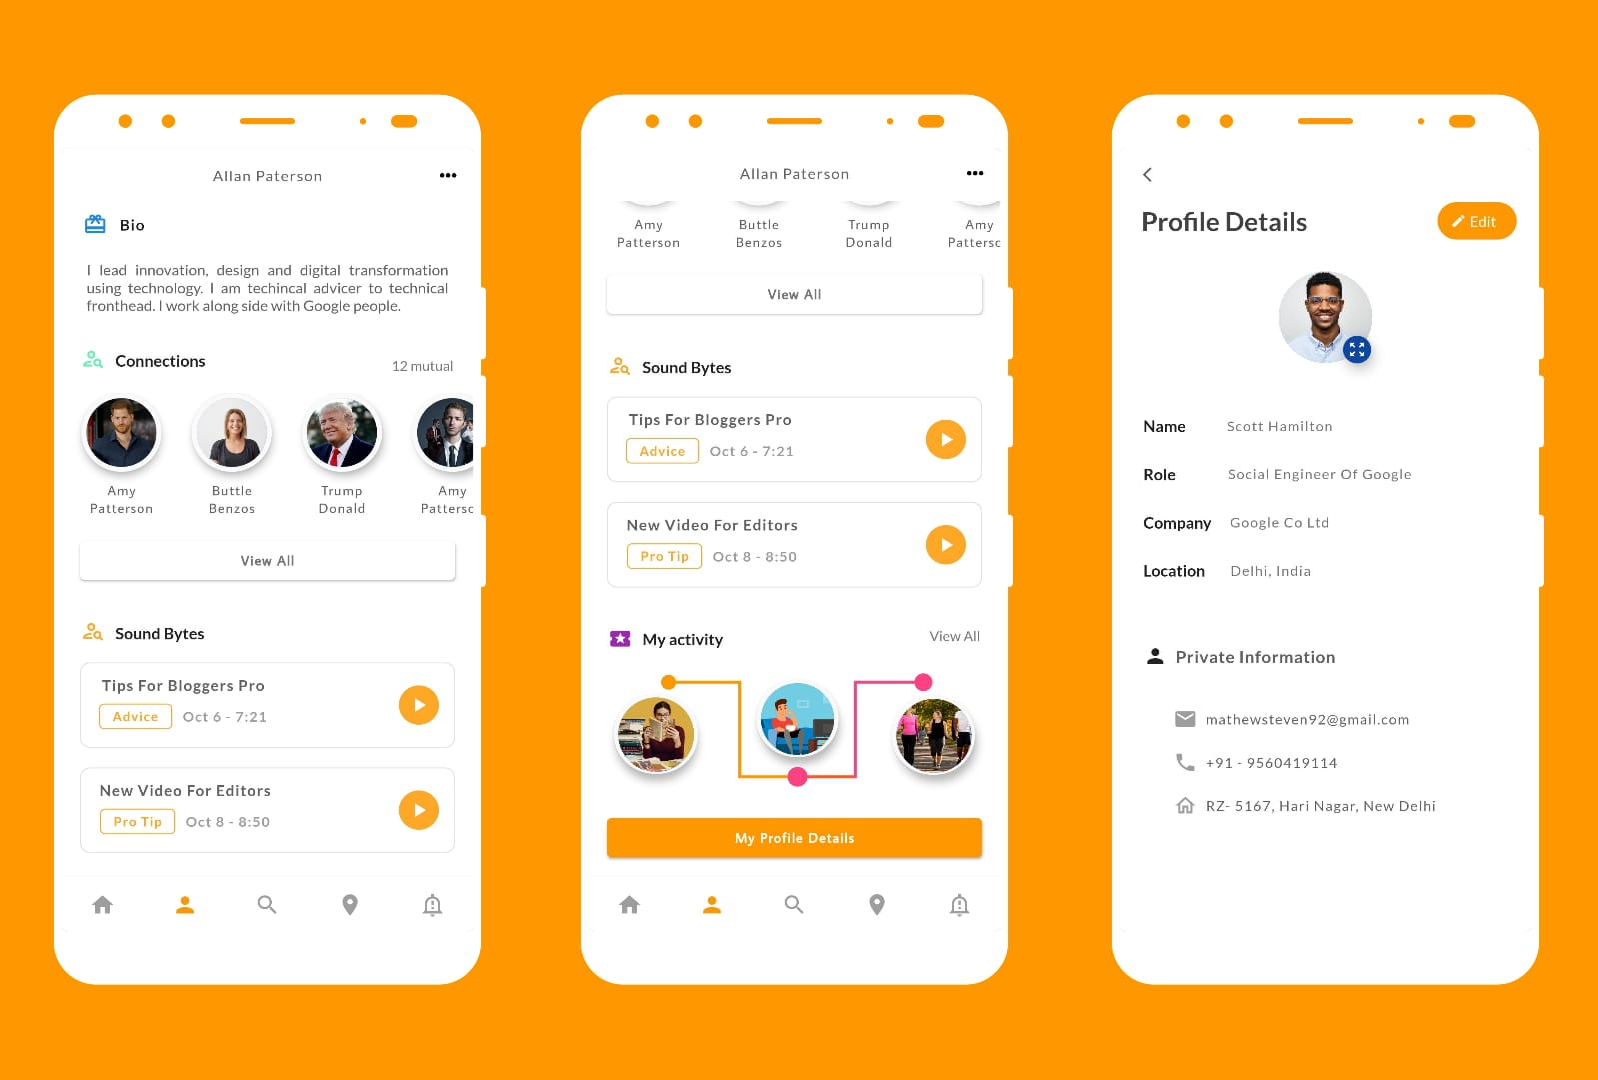 Allan Paterson
Bio
I lead innovation, design and digital transformation
using technology. I am techincal advicer to technical
fronthead. I work along side with Google people.
Connections
12 mutual
Amy
Patterson
Buttle
Benzos
Trump
Donald
Amy
Pattersc
View All
Sound Bytes
Tips For Bloggers Pro
Advice
Oct 6 - 7:21
New Video For Editors
Pro Tip
Oct 8 - 8:50
Allan Paterson
Amy
Patterson
Buttle
Benzos
Trump
Donald
Amy
Pattersc
View All
Sound Bytes
Tips For Bloggers Pro
Advice
Oct 6 - 7:21
New Video For Editors
Pro Tip
Oct 8 - 8:50
My activity
View All
My Profile Details
Profile Details
Edit
Name
Scott Hamilton
Role
Social Engineer Of Google
Company
Google Co Ltd
Location
Delhi, India
Private Information
mathewsteven92@gmail.com
+91 - 9560419114
RZ- 5167, Hari Nagar, New Delhi